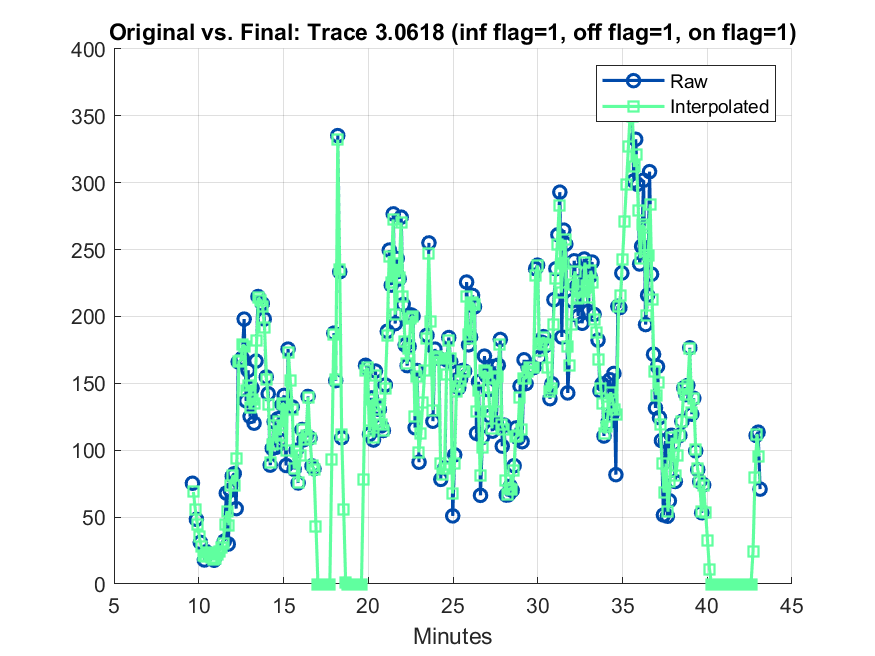 Original vs. Final: Trace 3.0618 (inf flag=1, off flag=1, on flag=1)
400
350
300
250
200
150
100
50
0
Raw
Interpolated
5 10 15 20 25 30 35 40 45
Minutes